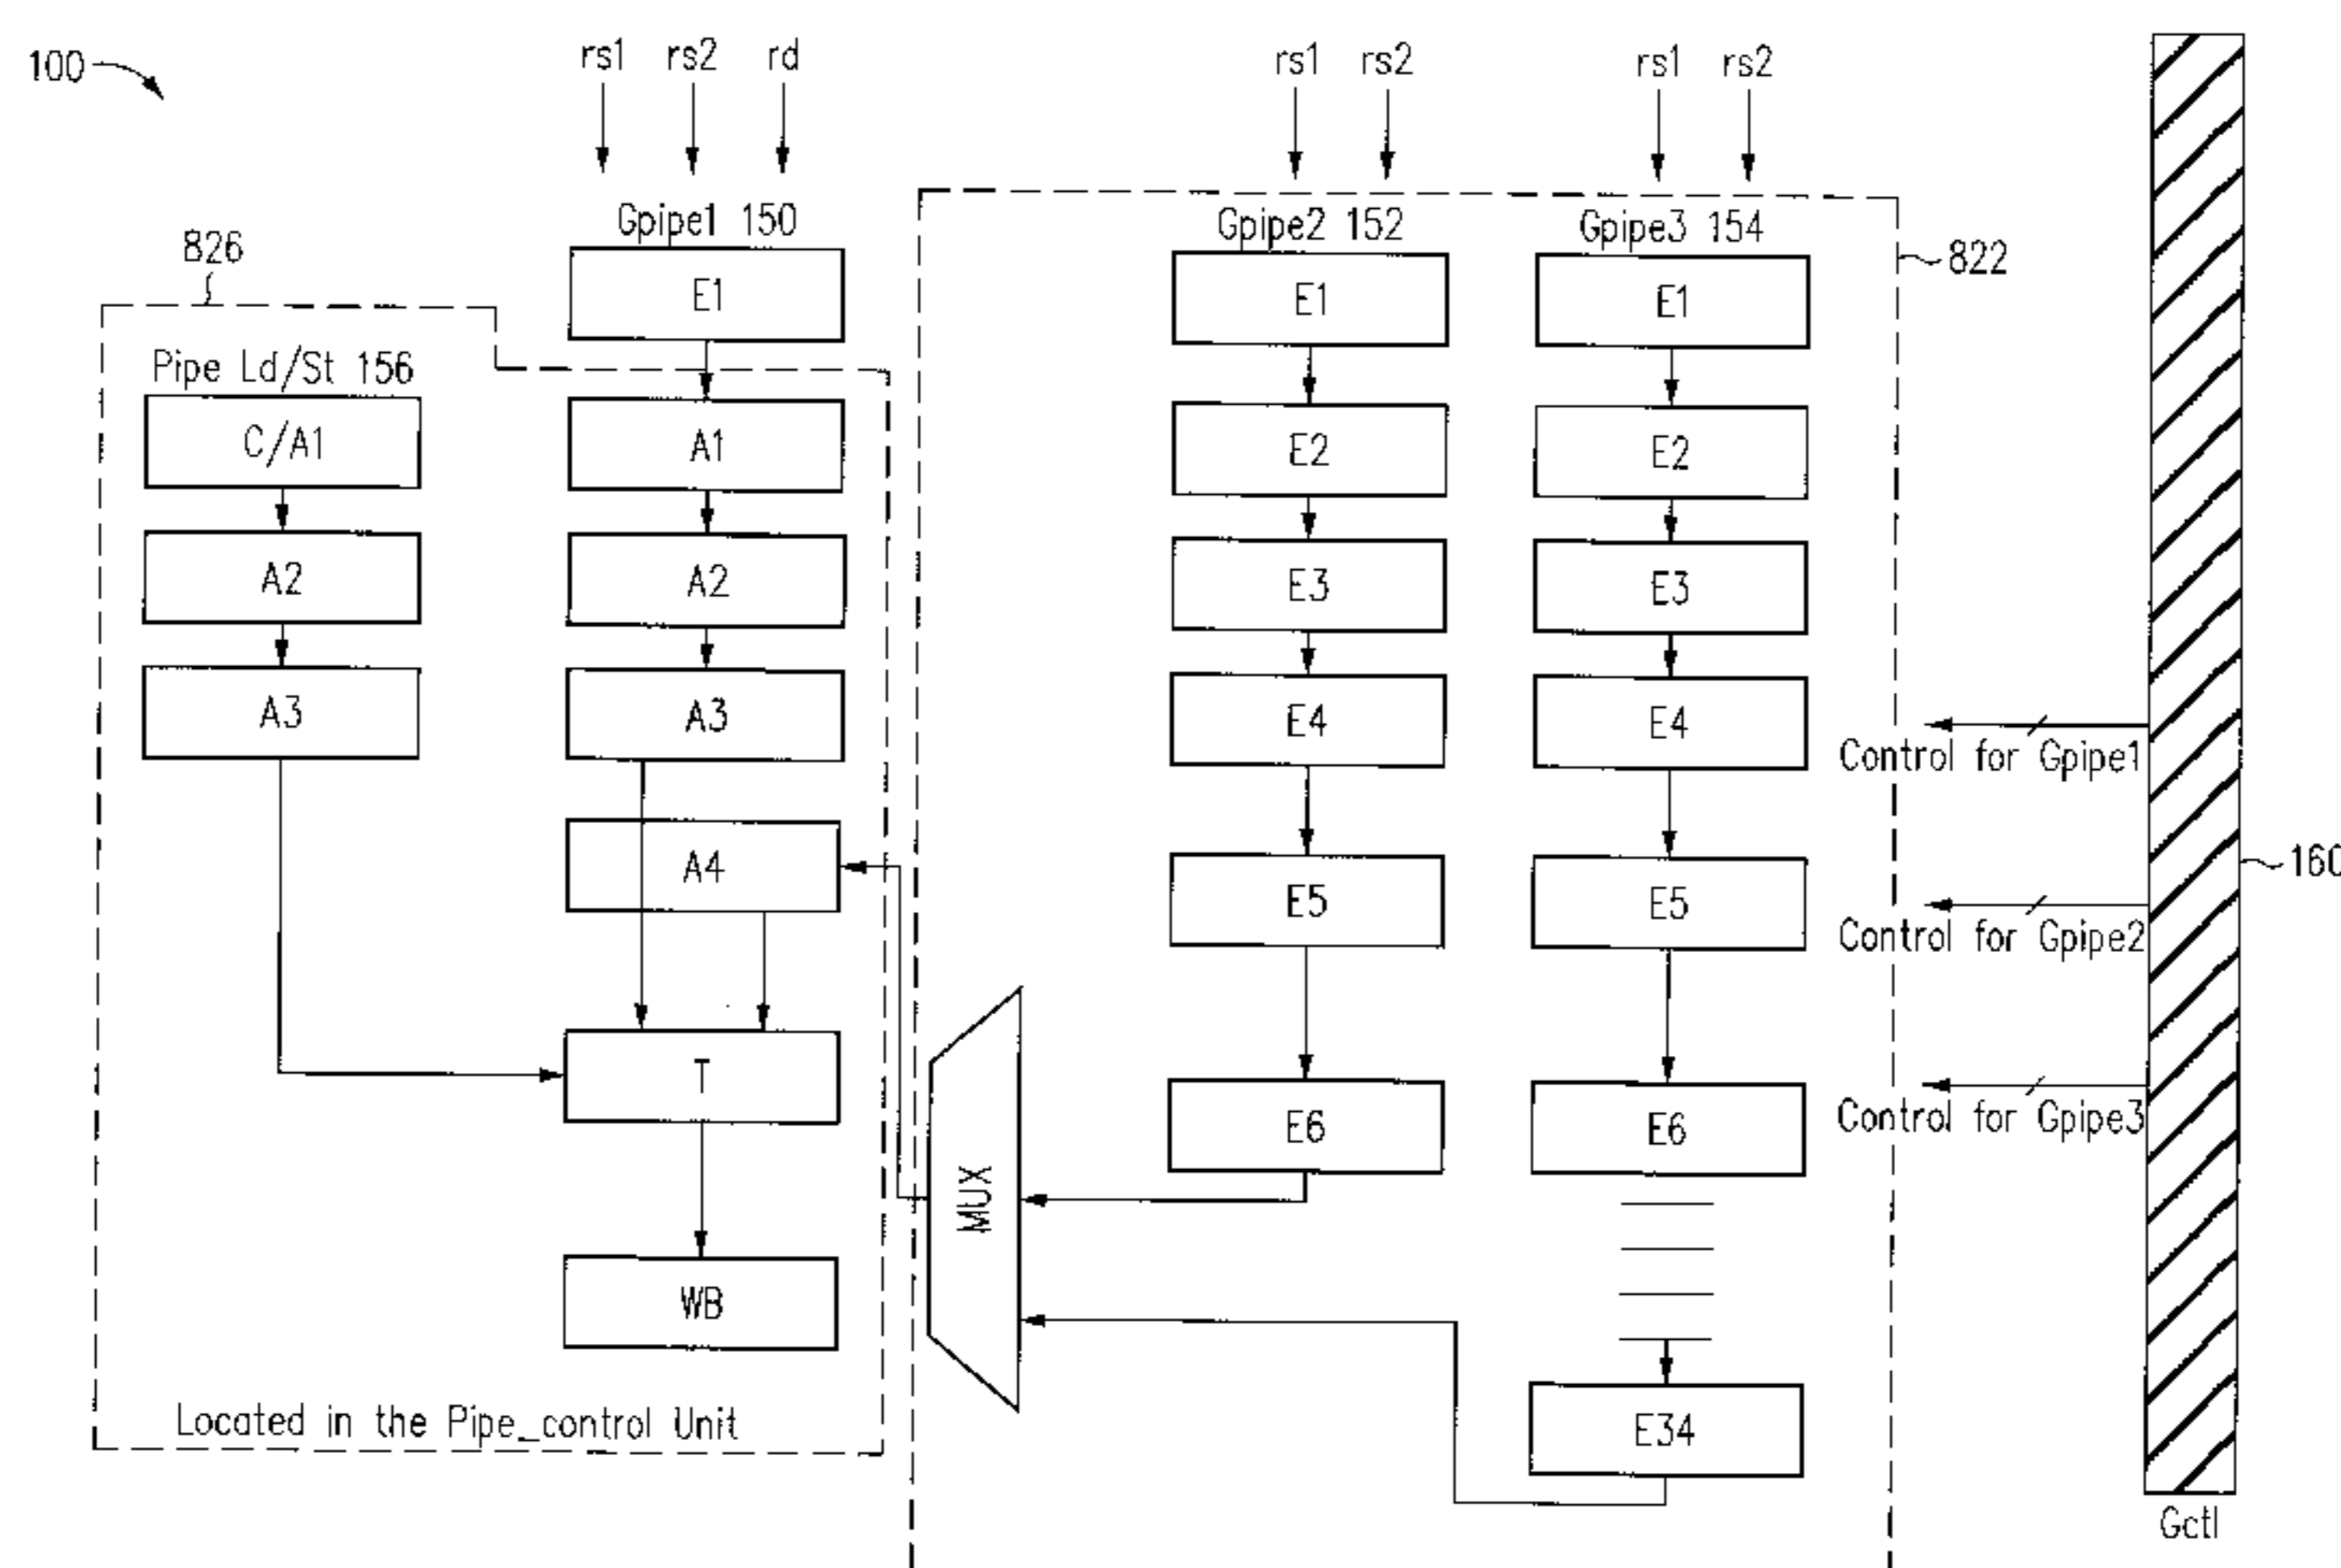 100
rs1 rs2 rd
rs1 rs2
rs1 rs2
826
Gpipe1 150
Gpipe2 152
Gpipe3 154
822
E1
E1
E1
Pipe Ld/St 156
C/A1
A1
E2
E2
A2
A2
E3
E3
A3
A3
E4
E4
Control for Gpipe1
A4
E5
E5
160
Control for Gpipe2
T
E6
E6
Control for Gpipe3
MUX
WB
Located in the Pipe_control Unit
E34
Gctl